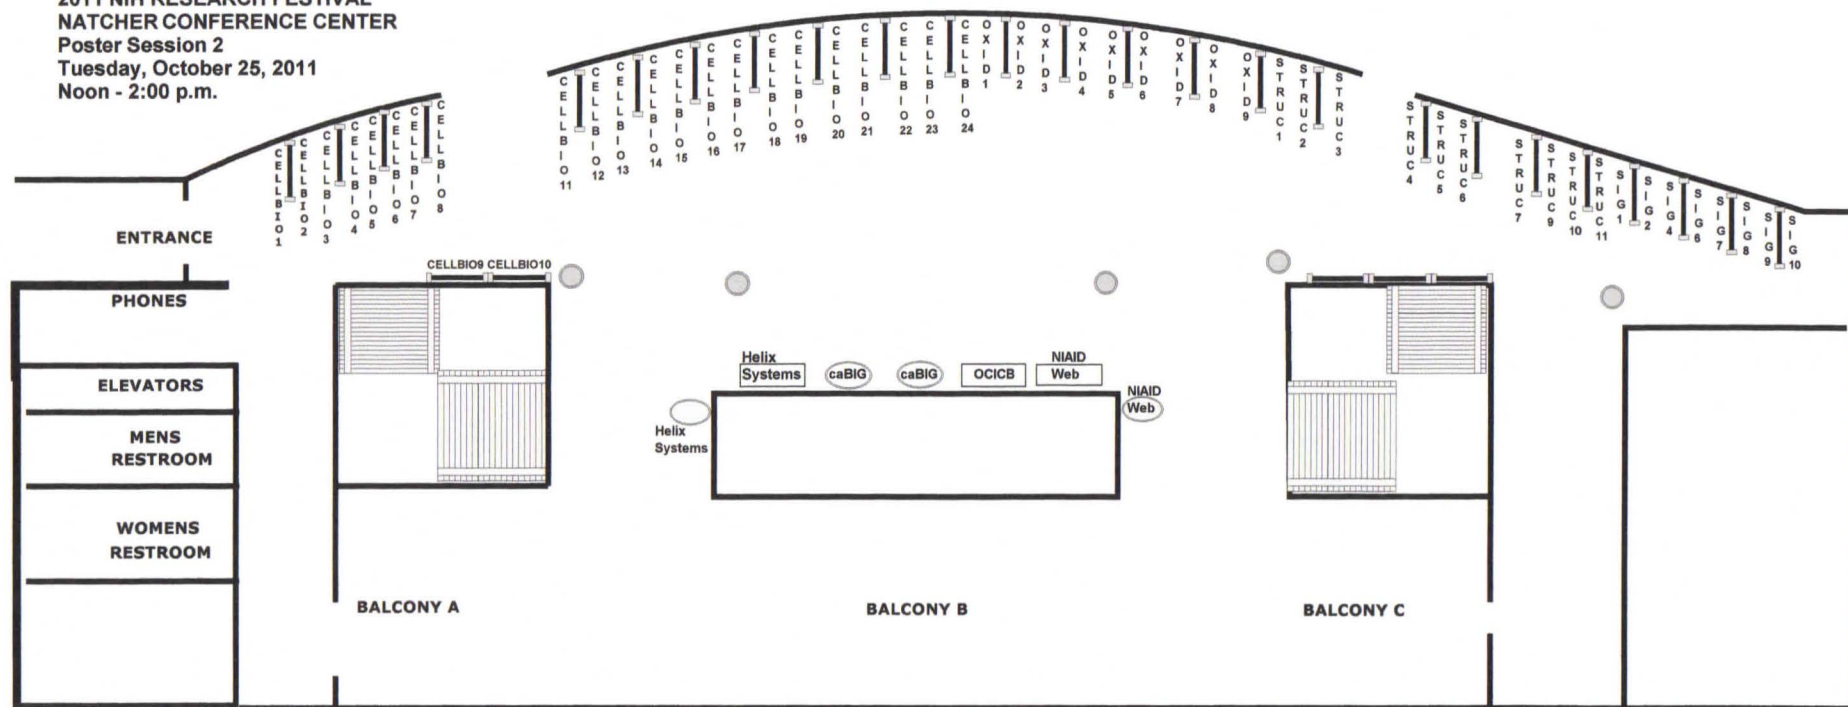 2011 NIH RESEARCH FESTIVAL
NATCHER CONFERENCE CENTER
Poster Session 2
Tuesday, October 25, 2011
Noon - 2:00 p.m.
CELLBIO1
CELLBIO2
CELLBIO3
CELLBIO4
CELLBIO5
CELLBIO6
CELLBIO7
CELLBIO8
CELLBIO11
CELLBIO12
CELLBIO13
CELLBIO14
CELLBIO15
CELLBIO16
CELLBIO17
CELLBIO18
CELLBIO19
CELLBIO20
CELLBIO21
CELLBIO22
CELLBIO23
CELLBIO24
OXID1
OXID2
OXID3
OXID4
OXID5
OXID6
OXID7
OXID8
OXID9
STRUC1
STRUC2
STRUC3
STRUC4
STRUC5
STRUC6
STRUC7
STRUC9
STRUC10
STRUC11
SIG1
SIG2
SIG4
SIG6
SIG7
SIG8
SIG9
SIG10
ENTRANCE
CELLBIO9 CELLBIO10
PHONES
ELEVATORS
MENS
RESTROOM
WOMENS
RESTROOM
Helix
Systems
caBIG
caBIG
OCICB
NIAID
Web
NIAID
Web
Helix
Systems
BALCONY A
BALCONY B
BALCONY C